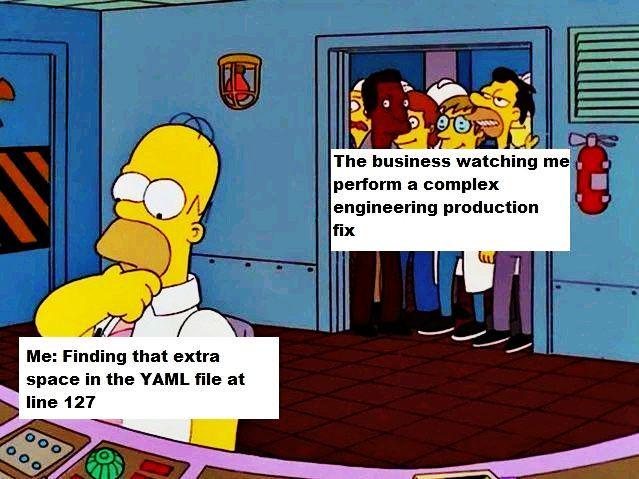 The business watching me
perform a complex
engineering production
fix
Me: Finding that extra
space in the YAML file at
line 127